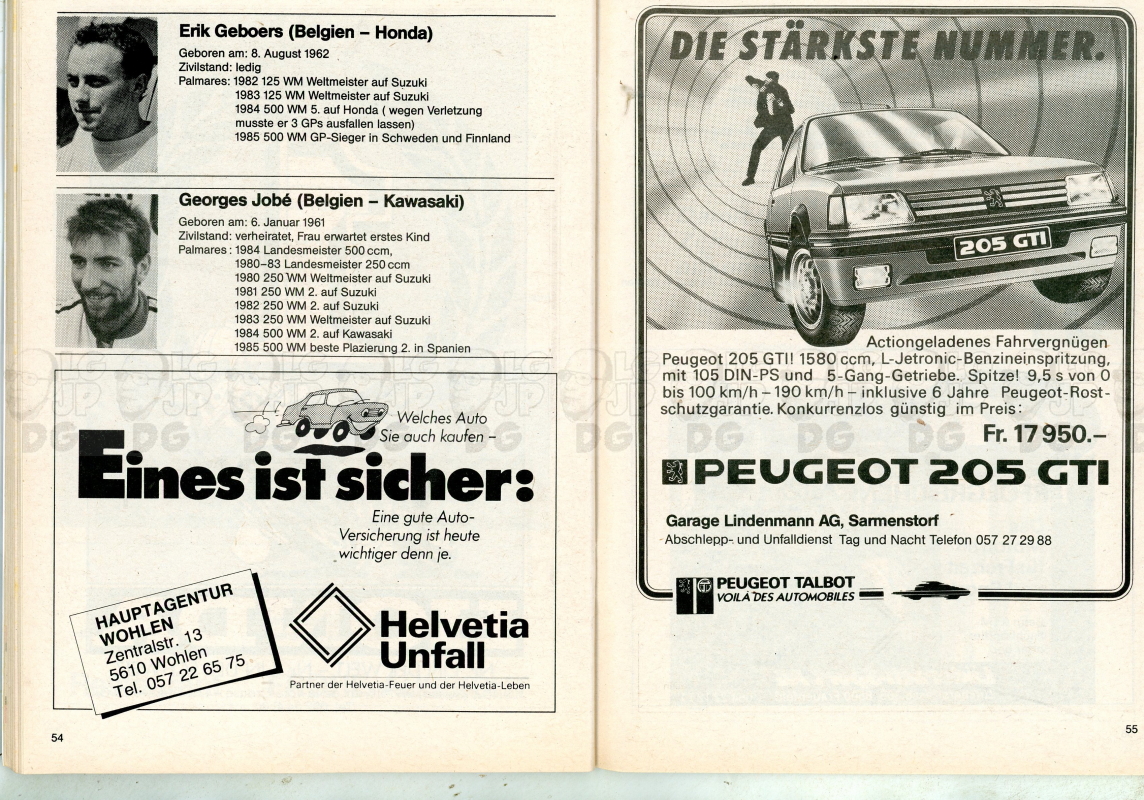 Erik Geboers (Belgien – Honda)
Geboren am: 8. August 1962
Zivilstand: ledig
Palmares: 1982 125 WM Weltmeister auf Suzuki
1983 125 WM Weltmeister auf Suzuki
1984 500 WM 5. auf Honda ( wegen Verletzung
musste er 3 GPs ausfallen lassen)
1985 500 WM GP-Sieger in Schweden und Finnland
Georges Jobé (Belgien – Kawasaki)
Geboren am: 6. Januar 1961
Zivilstand: verheiratet, Frau erwartet erstes Kind
Palmares : 1984 Landesmeister 500 ccm,
1980–83 Landesmeister 250 ccm
1980 250 WM Weltmeister auf Suzuki
1981 250 WM 2. auf Suzuki
1982 250 WM 2. auf Suzuki
1983 250 WM Weltmeister auf Suzuki
1984 500 WM 2. auf Kawasaki
1985 500 WM beste Plazierung 2. in Spanien
Welches Auto
Sie auch kaufen –
Eines ist sicher:
Eine gute Auto-
Versicherung ist heute
wichtiger denn je.
HAUPTAGENTUR
WOHLEN
Zentralstr. 13
5610 Wohlen
Tel. 057 22 65 75
Helvetia
Unfall
Partner der Helvetia-Feuer und der Helvetia-Leben
54
DIE STÄRKSTE NUMMER.
205 GTI
Actiongeladenes Fahrvergnügen
Peugeot 205 GTI! 1580 ccm, L-Jetronic-Benzineinspritzung,
mit 105 DIN-PS und 5-Gang-Getriebe. Spitze! 9,5 s von 0
bis 100 km/h – 190 km/h – inklusive 6 Jahre Peugeot-Rost-
schutzgarantie. Konkurrenzlos günstig im Preis:
Fr. 17 950.–
PEUGEOT 205 GTI
Garage Lindenmann AG, Sarmenstorf
Abschlepp- und Unfalldienst Tag und Nacht Telefon 057 27 29 88
PEUGEOT TALBOT
VOILÀ DES AUTOMOBILES
55
LG
JP
DG